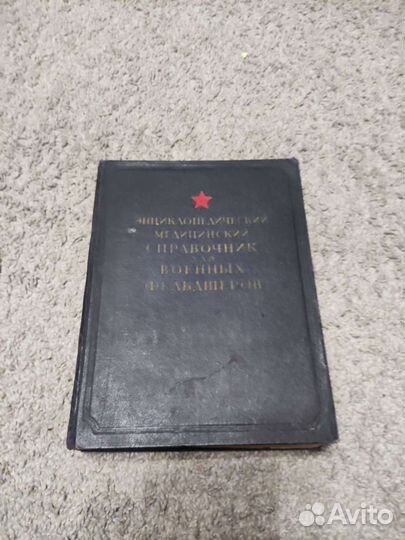 ЭНЦИКЛОПЕДИЧЕСКИЙ
МЕДИЦИНСКИЙ
СПРАВОЧНИК
ДЛЯ
ВОЕННЫХ
ФЕЛЬДШЕРОВ
Avito